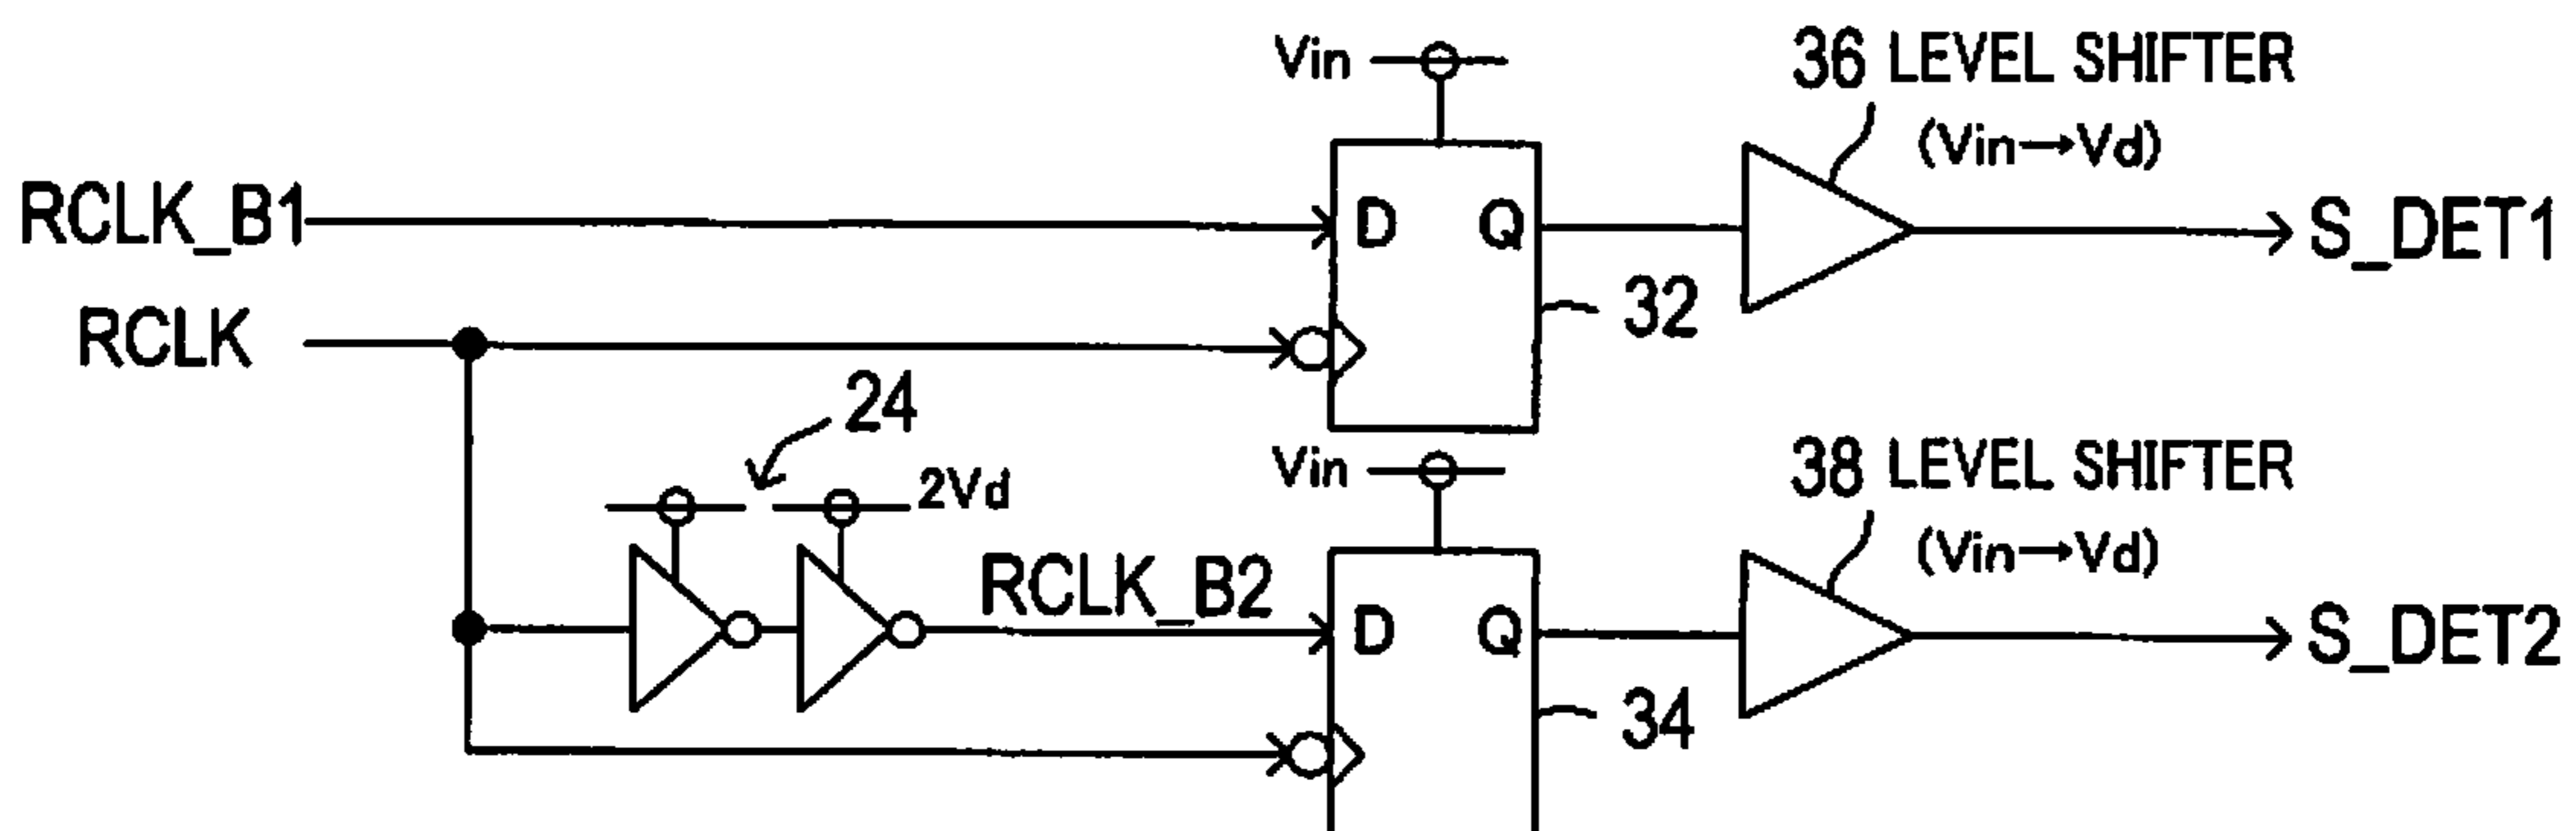 Vin
36 LEVEL SHIFTER
(Vin→Vd)
RCLK_B1
D
Q
S_DET1
RCLK
32
24
Vin
38 LEVEL SHIFTER
2Vd
(Vin→Vd)
RCLK_B2
D
Q
S_DET2
34